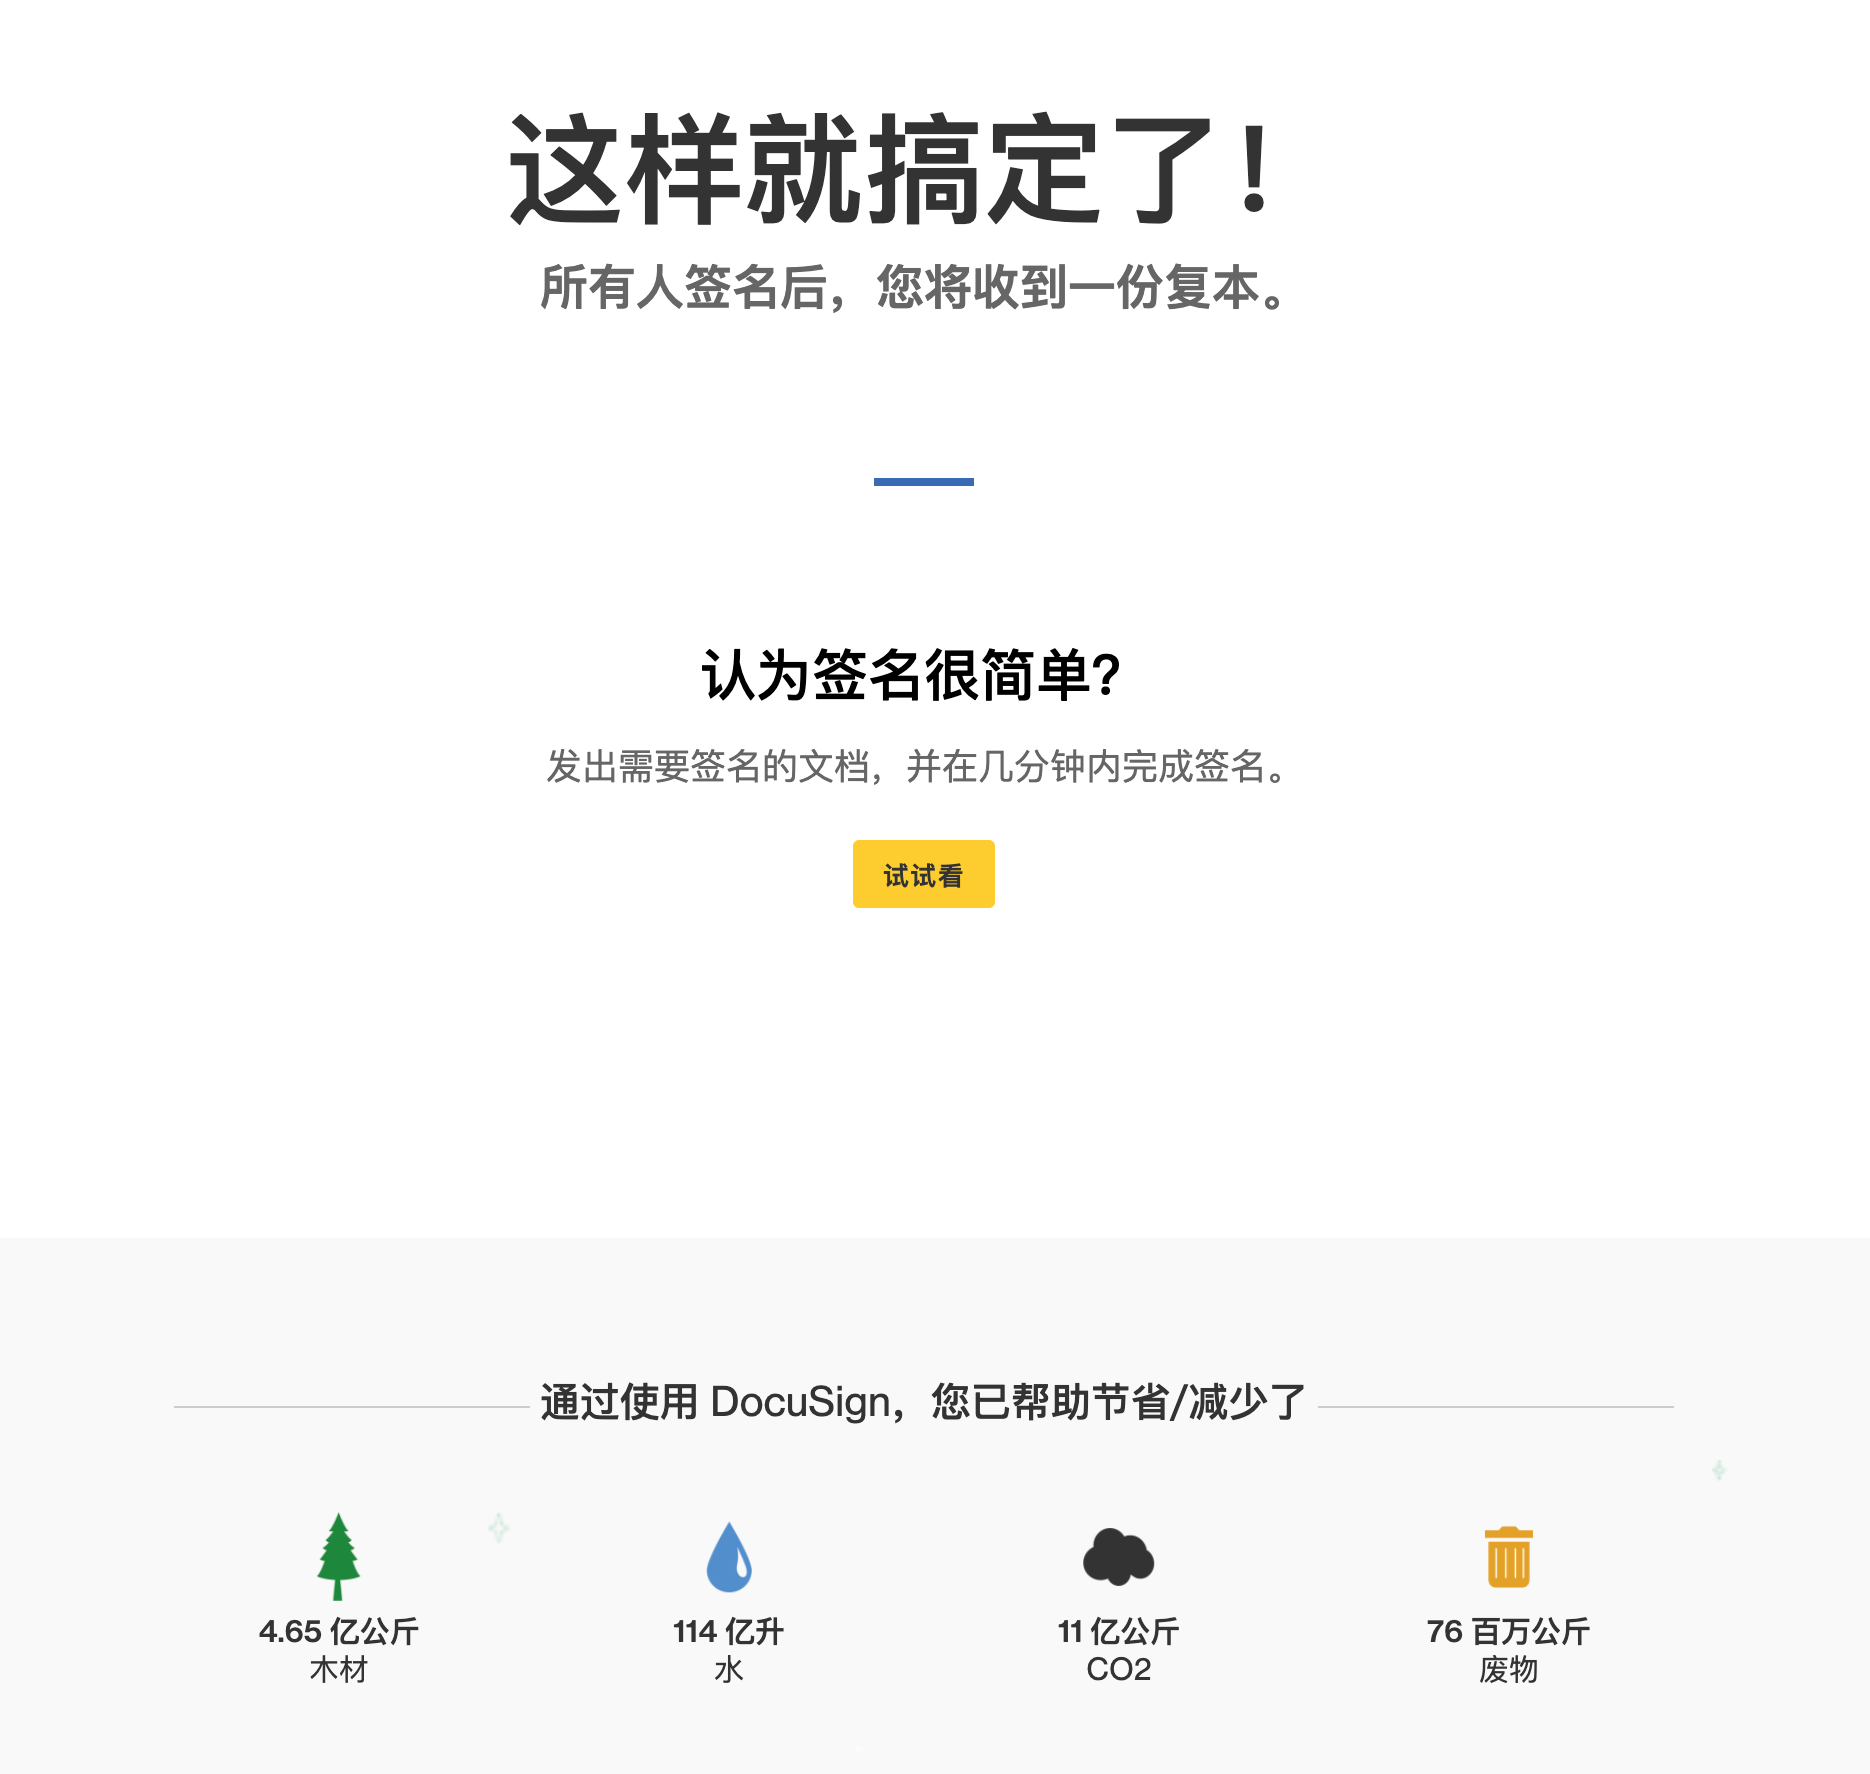 这样就搞定了！
所有人签名后，您将收到一份复本。
认为签名很简单？
发出需要签名的文档，并在几分钟内完成签名。
试试看
通过使用 DocuSign，您已帮助节省/减少了
4.65 亿公斤
木材
114 亿升
水
11 亿公斤
CO2
76 百万公斤
废物